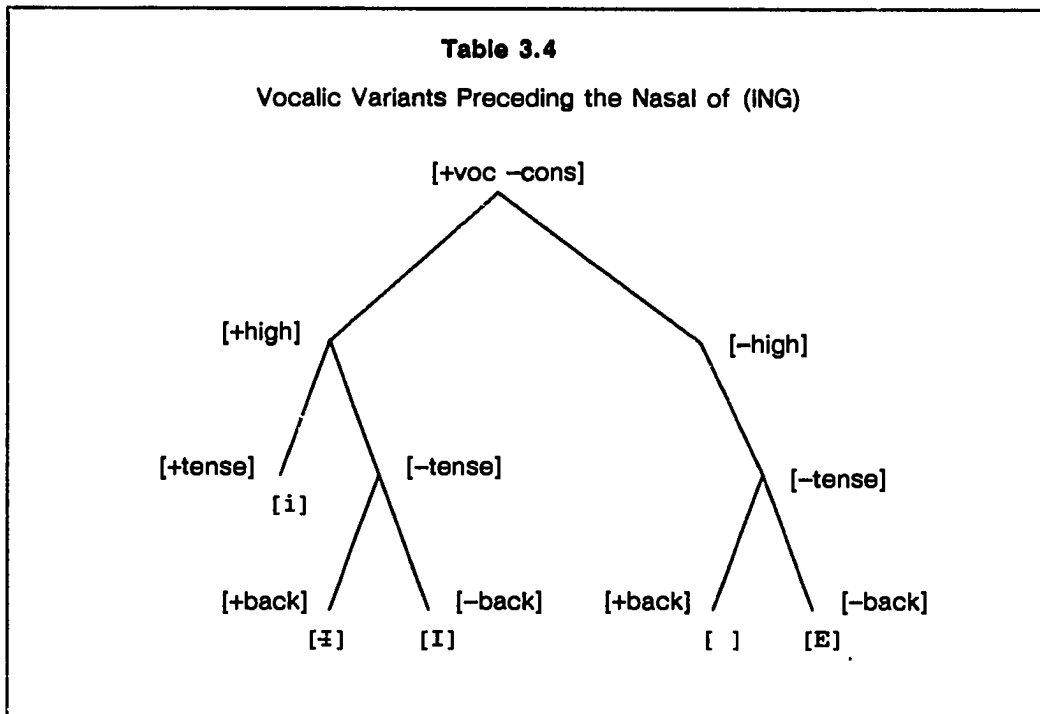 Table 3.4
Vocalic Variants Preceding the Nasal of (ING)
[+voc –cons]
[+high]
[–high]
[+tense]
[–tense]
[–tense]
[i]
[+back]
[–back]
[+back]
[–back]
[Ɨ]
[I]
[ ]
[E]